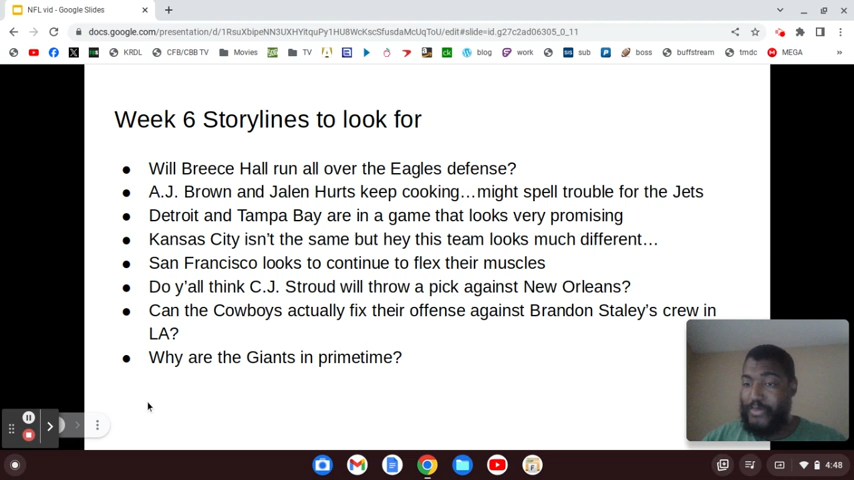 NFL vid - Google Slides
docs.google.com/presentation/d/1RsuXbipeNN3UXHYitquPy1HU8WcKscSfusdaMcUqToU/edit#slide=id.g27c2ad06305_0_11
KRDL CFB/CBB TV Movies TV blog work sub boss buffstream tmdc MEGA »
Week 6 Storylines to look for
● Will Breece Hall run all over the Eagles defense?
● A.J. Brown and Jalen Hurts keep cooking…might spell trouble for the Jets
● Detroit and Tampa Bay are in a game that looks very promising
● Kansas City isn't the same but hey this team looks much different…
● San Francisco looks to continue to flex their muscles
● Do y'all think C.J. Stroud will throw a pick against New Orleans?
● Can the Cowboys actually fix their offense against Brandon Staley's crew in
LA?
● Why are the Giants in primetime?
4:48